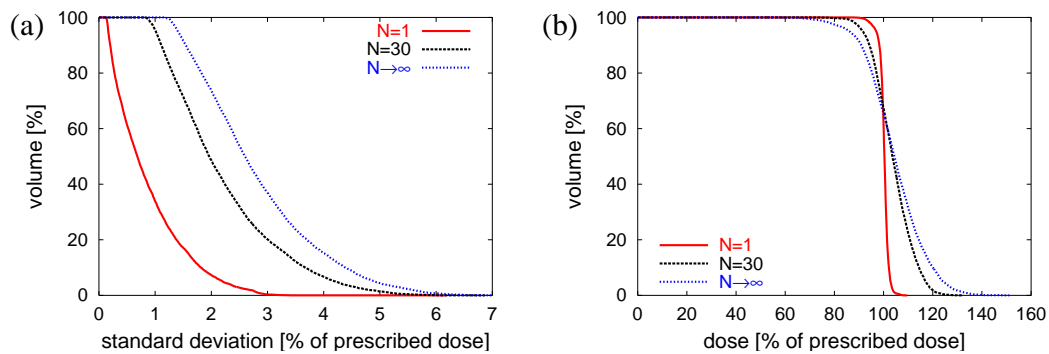 (a)
volume [%]
100
80
60
40
20
0
0 1 2 3 4 5 6 7
standard deviation [% of prescribed dose]
N=1
N=30
N→∞
(b)
volume [%]
100
80
60
40
20
0
0 20 40 60 80 100 120 140 160
dose [% of prescribed dose]
N=1
N=30
N→∞